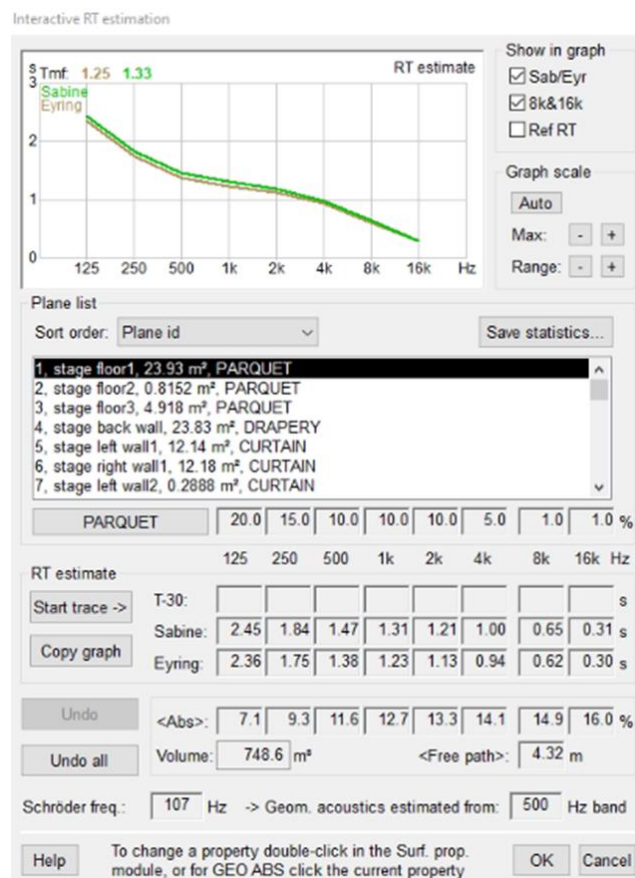 Interactive RT estimation
Show in graph
s Tmf: 1.25 1.33 RT estimate
3
Sabine
Eyring
2
1
0
125 250 500 1k 2k 4k 8k 16k Hz
Sab/Eyr
8k&16k
Ref RT
Graph scale
Auto
Max: - +
Range: - +
Plane list
Sort order: Plane id Save statistics...
1, stage floor1, 23.93 m², PARQUET
2, stage floor2, 0.8152 m², PARQUET
3, stage floor3, 4.918 m², PARQUET
4, stage back wall, 23.83 m², DRAPERY
5, stage left wall1, 12.14 m², CURTAIN
6, stage right wall1, 12.18 m², CURTAIN
7, stage left wall2, 0.2888 m², CURTAIN
PARQUET 20.0 15.0 10.0 10.0 10.0 5.0 1.0 1.0 %
125 250 500 1k 2k 4k 8k 16k Hz
RT estimate
Start trace -> T-30: s
Sabine: 2.45 1.84 1.47 1.31 1.21 1.00 0.65 0.31 s
Copy graph
Eyring: 2.36 1.75 1.38 1.23 1.13 0.94 0.62 0.30 s
Undo <Abs>: 7.1 9.3 11.6 12.7 13.3 14.1 14.9 16.0 %
Undo all Volume: 748.6 m³ <Free path>: 4.32 m
Schröder freq.: 107 Hz -> Geom. acoustics estimated from: 500 Hz band
Help To change a property double-click in the Surf. prop. OK Cancel
module, or for GEO ABS click the current property